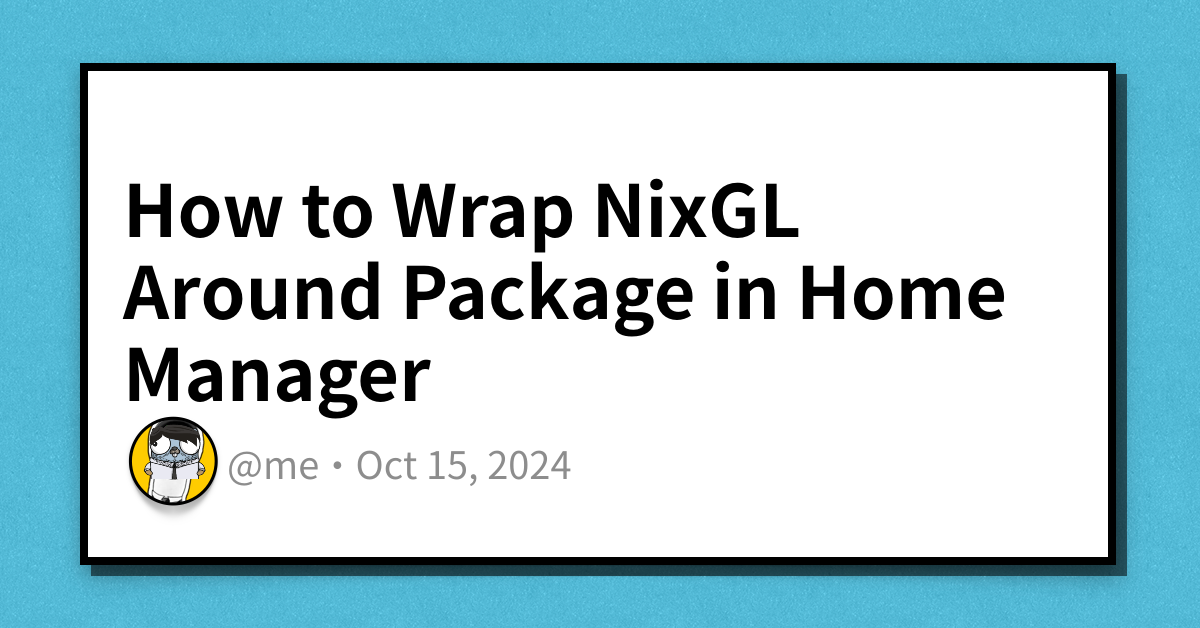 How to Wrap NixGL
Around Package in Home
Manager
@me・Oct 15, 2024